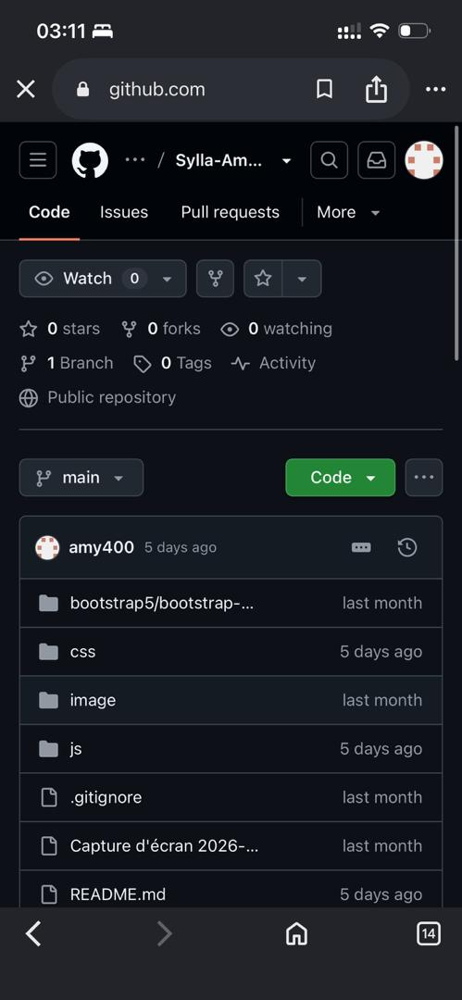 03:11
github.com
/ Sylla-Am...
Code Issues Pull requests More
Watch 0
0 stars 0 forks 0 watching
1 Branch 0 Tags Activity
Public repository
main Code
amy400 5 days ago
bootstrap5/bootstrap-... last month
css 5 days ago
image last month
js 5 days ago
.gitignore last month
Capture d'écran 2026-... last month
README.md 5 days ago
14